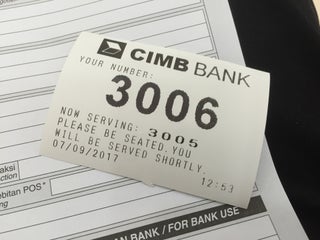 CIMB BANK
YOUR NUMBER:
3006
NOW SERVING: 3005
PLEASE BE SEATED.YOU
WILL BE SERVED SHORTLY.
07/09/2017 12:53
POS*
BANK / FOR BANK USE